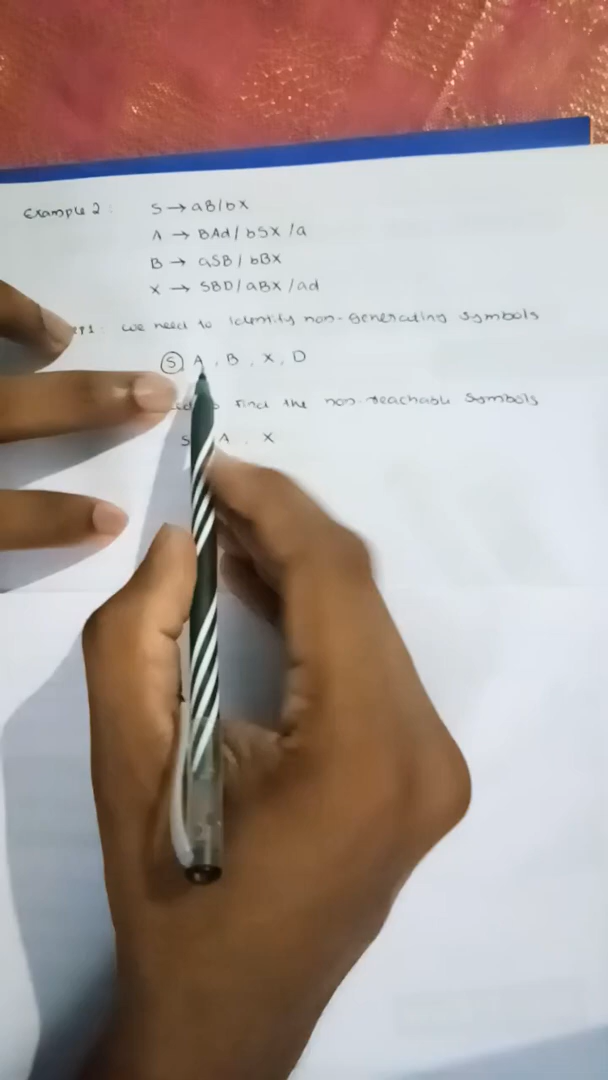 Example 2: S → aB/bX
A → BAd/bSX/a
B → aSB/bBX
X → SBD/aBX/ad
we need to identify non-generating symbols
S A, B, X, D
find the non-reachable symbols
S A, X